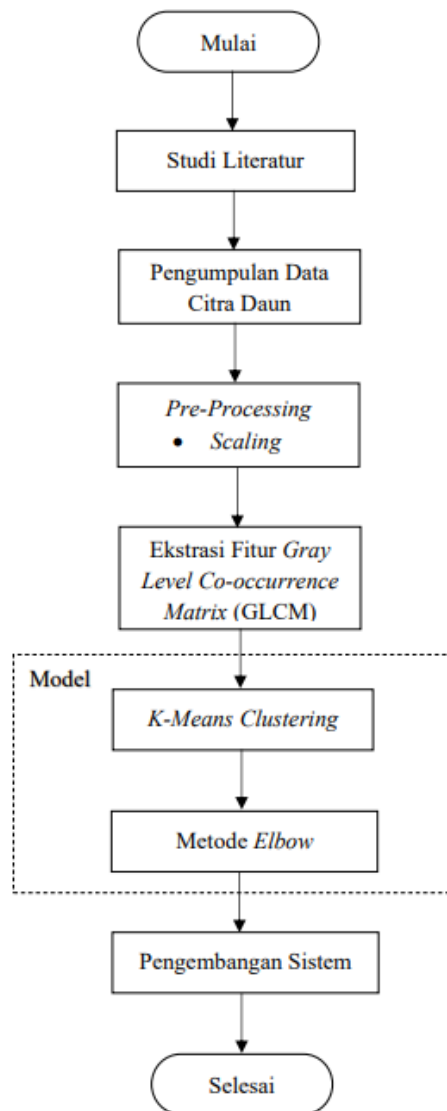 Mulai
Studi Literatur
Pengumpulan Data
Citra Daun
Pre-Processing
• Scaling
Ekstrasi Fitur Gray
Level Co-occurrence
Matrix (GLCM)
Model
K-Means Clustering
Metode Elbow
Pengembangan Sistem
Selesai